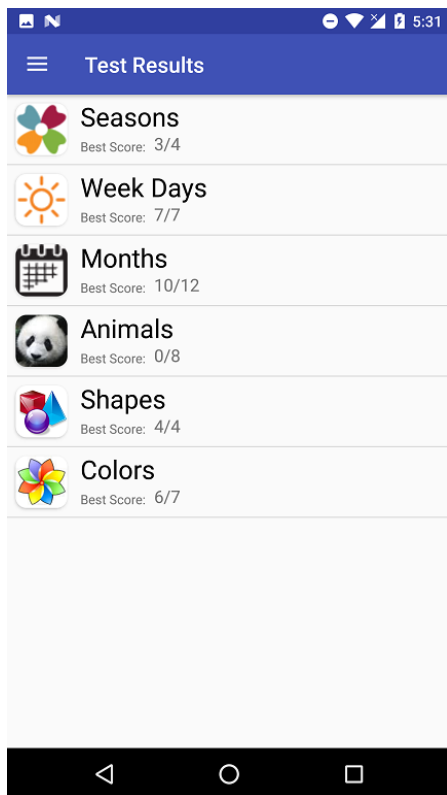 5:31
Test Results
Seasons
Best Score: 3/4
Week Days
Best Score: 7/7
Months
Best Score: 10/12
Animals
Best Score: 0/8
Shapes
Best Score: 4/4
Colors
Best Score: 6/7